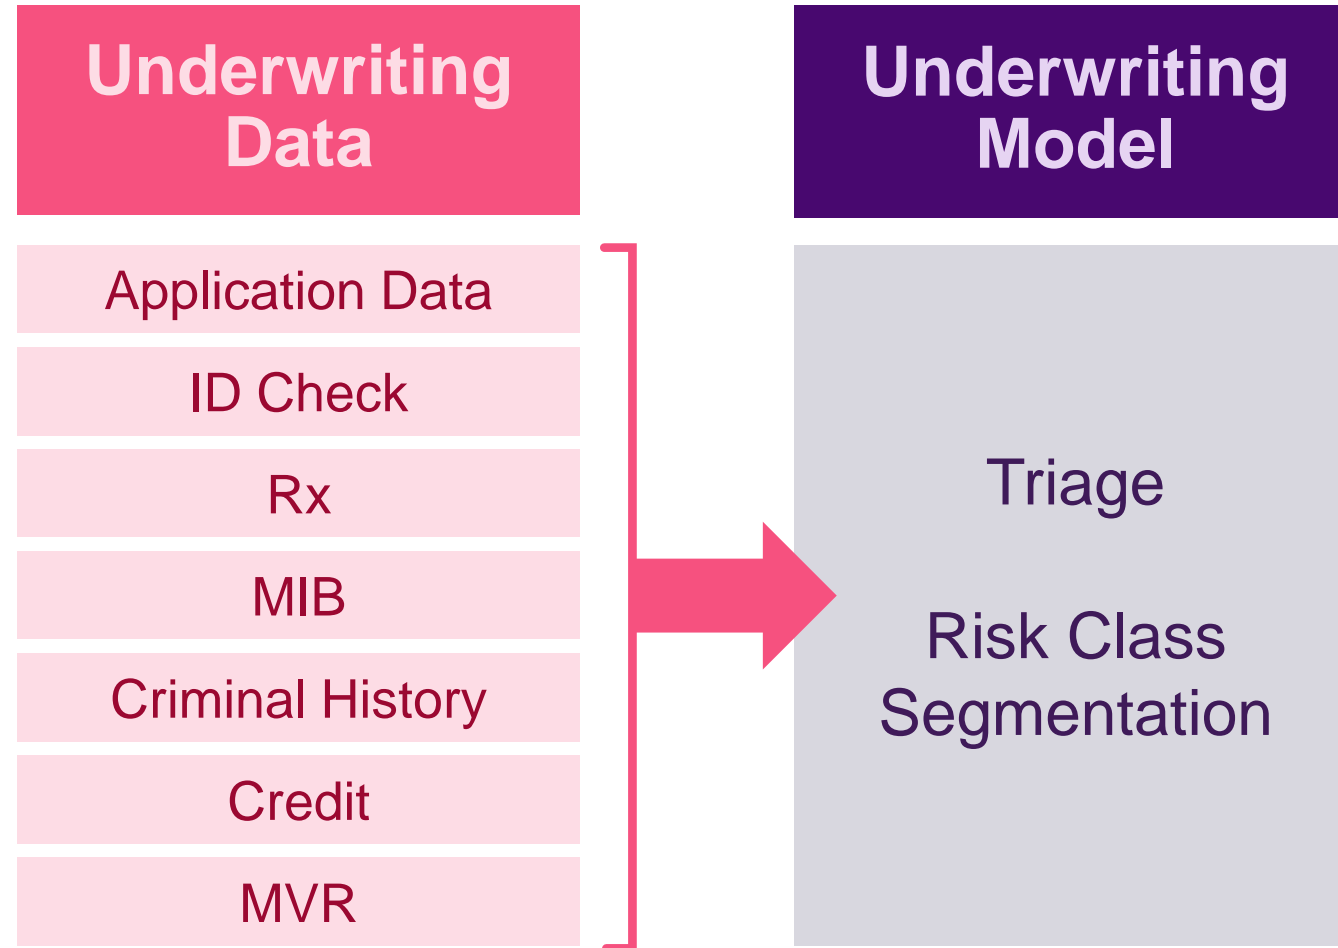 Underwriting
Data
Application Data
ID Check
Rx
MIB
Criminal History
Credit
MVR
Underwriting
Model
Triage
Risk Class
Segmentation